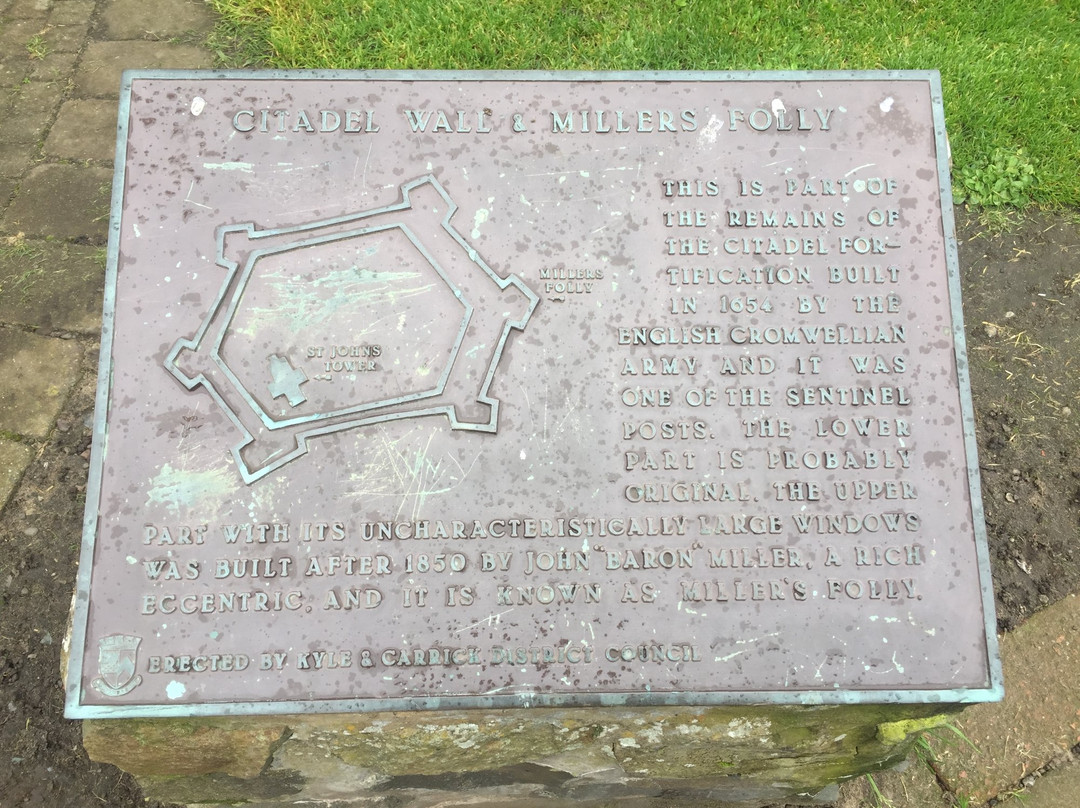 CITADEL WALL & MILLERS FOLLY
MILLERS
FOLLY
ST JOHNS
TOWER
THIS IS PART OF
THE REMAINS OF
THE CITADEL FOR-
TIFICATION BUILT
IN 1654 BY THE
ENGLISH CROMWELLIAN
ARMY AND IT WAS
ONE OF THE SENTINEL
POSTS. THE LOWER
PART IS PROBABLY
ORIGINAL. THE UPPER
PART WITH ITS UNCHARACTERISTICALLY LARGE WINDOWS
WAS BUILT AFTER 1850 BY JOHN "BARON" MILLER, A RICH
ECCENTRIC, AND IT IS KNOWN AS MILLER'S FOLLY.
ERECTED BY KYLE & CARRICK DISTRICT COUNCIL